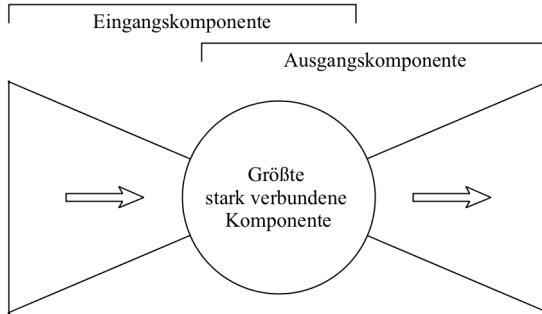 Eingangskomponente
Ausgangskomponente
Größte
stark verbundene
Komponente